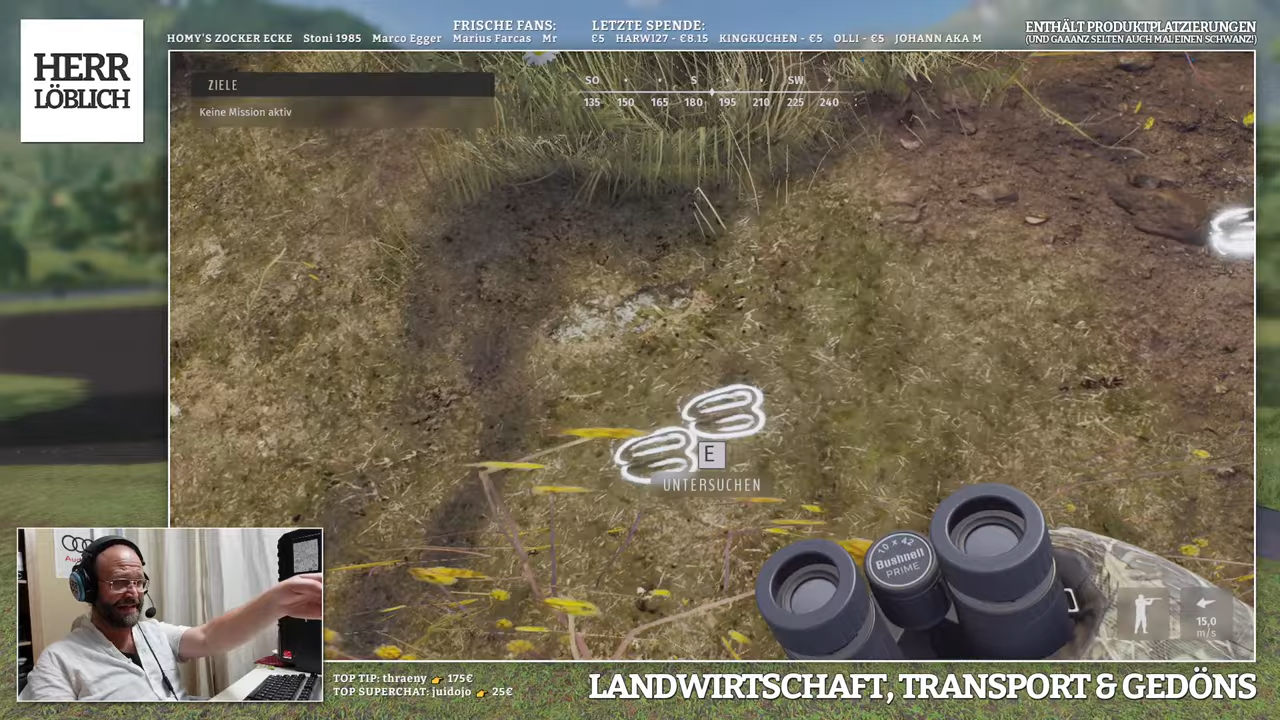 HERR
LÖBLICH
HOMY'S ZOCKER ECKE Stoni 1985 Marco Egger Marius Farcas Mr
FRISCHE FANS:
LETZTE SPENDE:
€5 HARWI27 - €8.15 KINGKUCHEN - €5 OLLI - €5 JOHANN AKA M
ENTHÄLT PRODUKTPLATZIERUNGEN
(UND GAAANZ SELTEN AUCH MAL EINEN SCHWANZ!)
ZIELE
Keine Mission aktiv
SO S SW
135 150 165 180 195 210 225 240
E
UNTERSUCHEN
10 x 42
Bushnell
PRIME
15,0
m/s
TOP TIP: thraeny 👉 175€
TOP SUPERCHAT: juidojo 👉 25€
LANDWIRTSCHAFT, TRANSPORT & GEDÖNS